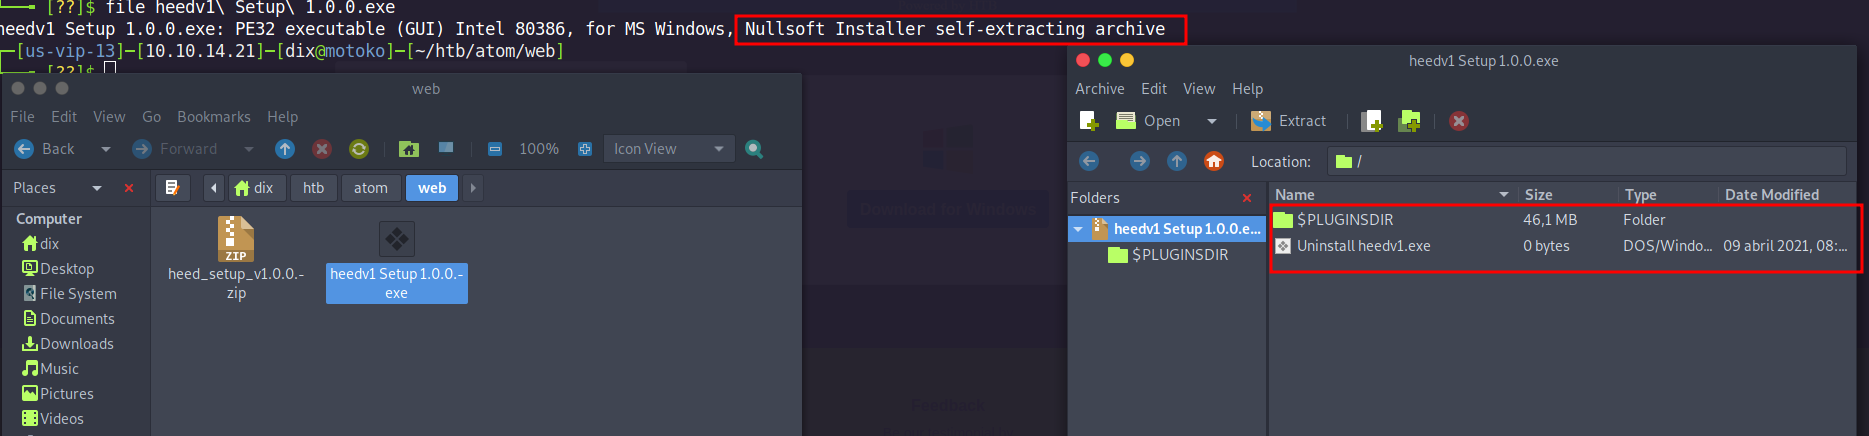 [??]$ file heedv1\ Setup\ 1.0.0.exe
heedv1 Setup 1.0.0.exe: PE32 executable (GUI) Intel 80386, for MS Windows, Nullsoft Installer self-extracting archive
[us-vip-13]—[10.10.14.21]—[dix@motoko]—[~/htb/atom/web]
[??]$
web
File Edit View Go Bookmarks Help
Back Forward 100% Icon View
Places
dix htb atom web
Computer
dix
Desktop
File System
Documents
Downloads
Music
Pictures
Videos
ZIP
heed_setup_v1.0.0.-
zip
heedv1 Setup 1.0.0.-
exe
Download for Windows
Feedback
heedv1 Setup 1.0.0.exe
Archive Edit View Help
Open Extract
Location: /
Folders
heedv1 Setup 1.0.0.e...
$PLUGINSDIR
Name Size Type Date Modified
$PLUGINSDIR 46,1 MB Folder
Uninstall heedv1.exe 0 bytes DOS/Windo... 09 abril 2021, 08:...